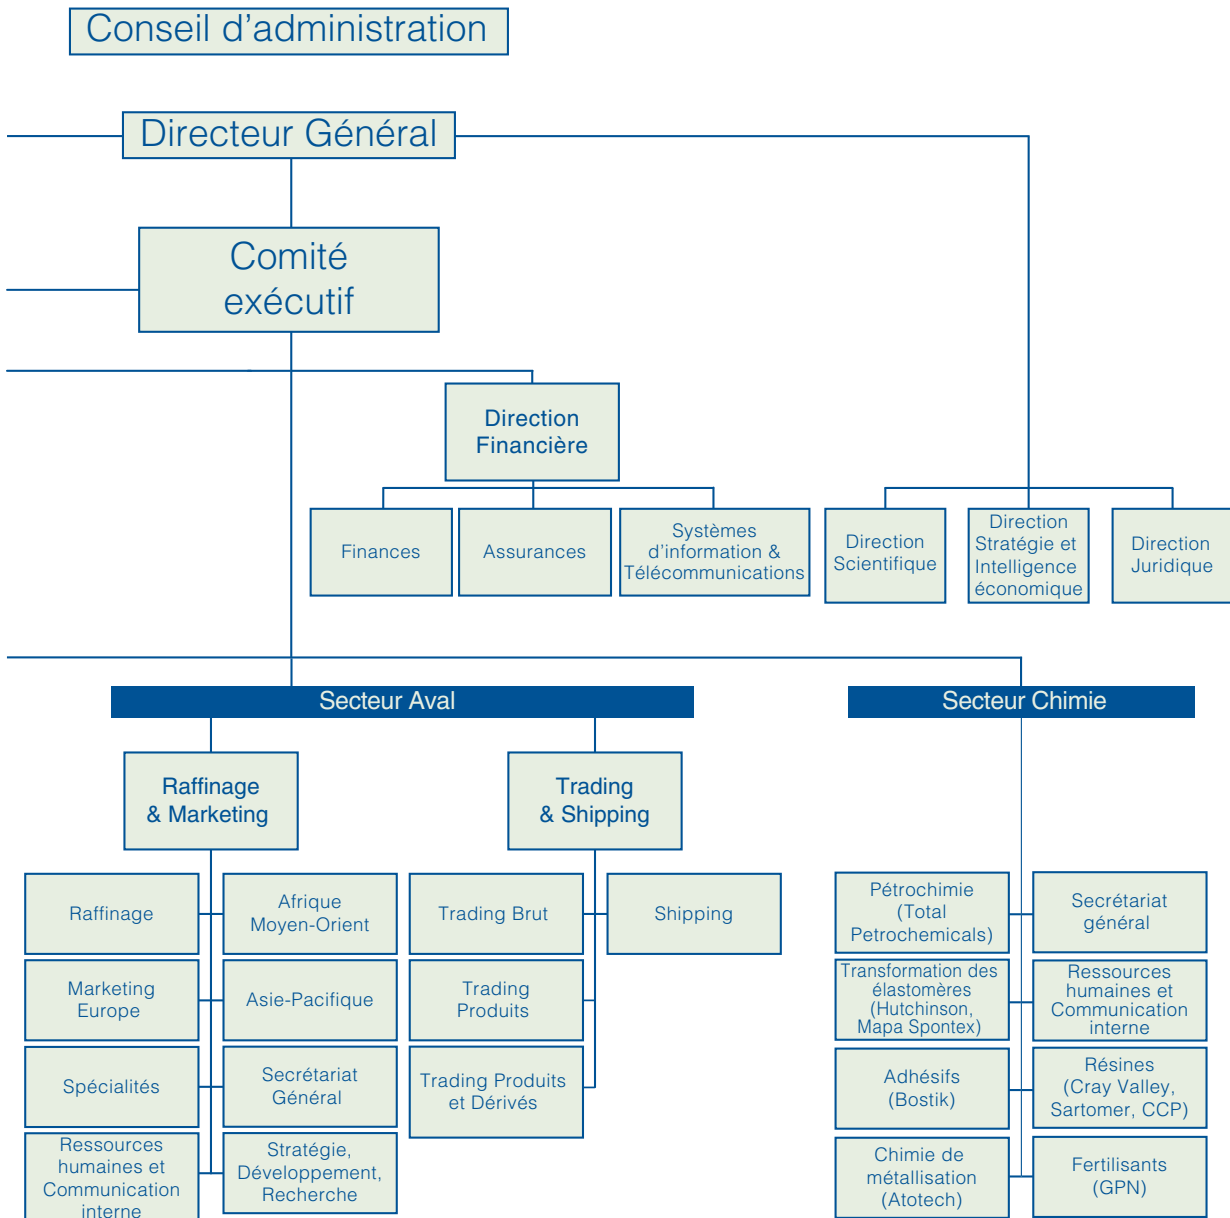 Conseil d’administration
Directeur Général
Comité
exécutif
Direction
Financière
Finances
Assurances
Systèmes
d’information &
Télécommunications
Direction
Scientifique
Direction
Stratégie et
Intelligence
économique
Direction
Juridique
Secteur Aval
Raffinage
& Marketing
Raffinage
Afrique
Moyen-Orient
Marketing
Europe
Asie-Pacifique
Spécialités
Secrétariat
Général
Ressources
humaines et
Communication
interne
Stratégie,
Développement,
Recherche
Trading
& Shipping
Trading Brut
Shipping
Trading
Produits
Trading Produits
et Dérivés
Secteur Chimie
Pétrochimie
(Total
Petrochemicals)
Secrétariat
général
Transformation des
élastomères
(Hutchinson,
Mapa Spontex)
Ressources
humaines et
Communication
interne
Adhésifs
(Bostik)
Résines
(Cray Valley,
Sartomer, CCP)
Chimie de
métallisation
(Atotech)
Fertilisants
(GPN)